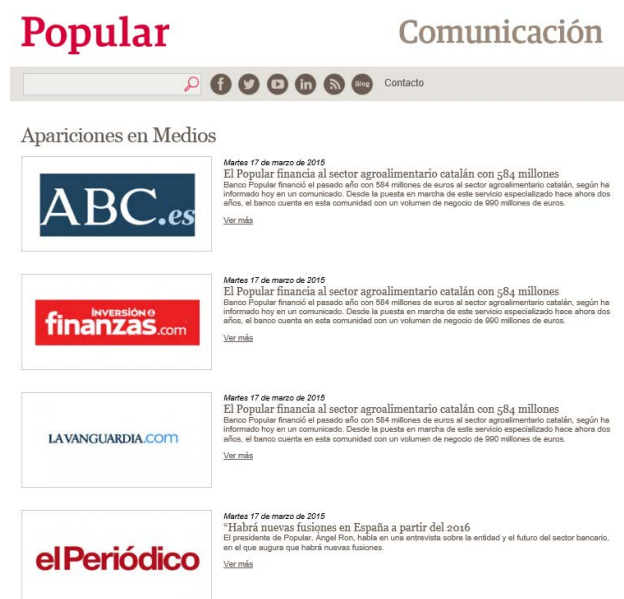 Popular
Comunicación
Blog
Contacto
Apariciones en Medios
ABC.es
Martes 17 de marzo de 2015
El Popular financia al sector agroalimentario catalán con 584 millones
Banco Popular financió el pasado año con 584 millones de euros al sector agroalimentario catalán, según ha
informado hoy en un comunicado. Desde la puesta en marcha de este servicio especializado hace ahora dos
años, el banco cuenta en esta comunidad con un volumen de negocio de 990 millones de euros.
Ver más
INVERSIÓN &
finanzas.com
Martes 17 de marzo de 2015
El Popular financia al sector agroalimentario catalán con 584 millones
Banco Popular financió el pasado año con 584 millones de euros al sector agroalimentario catalán, según ha
informado hoy en un comunicado. Desde la puesta en marcha de este servicio especializado hace ahora dos
años, el banco cuenta en esta comunidad con un volumen de negocio de 990 millones de euros.
Ver más
LAVANGUARDIA.COM
Martes 17 de marzo de 2015
El Popular financia al sector agroalimentario catalán con 584 millones
Banco Popular financió el pasado año con 584 millones de euros al sector agroalimentario catalán, según ha
informado hoy en un comunicado. Desde la puesta en marcha de este servicio especializado hace ahora dos
años, el banco cuenta en esta comunidad con un volumen de negocio de 990 millones de euros.
Ver más
elPeriódico
Martes 17 de marzo de 2015
“Habrá nuevas fusiones en España a partir del 2016
El presidente de Popular, Ángel Ron, habla en una entrevista sobre la entidad y el futuro del sector bancario,
en el que augura que habrá nuevas fusiones.
Ver más